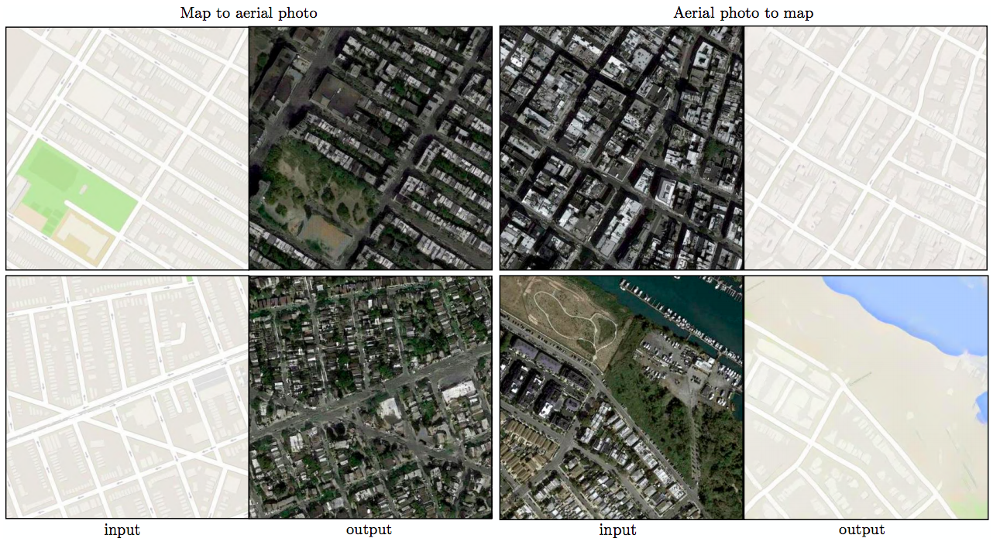 Map to aerial photo
Aerial photo to map
input
output
input
output